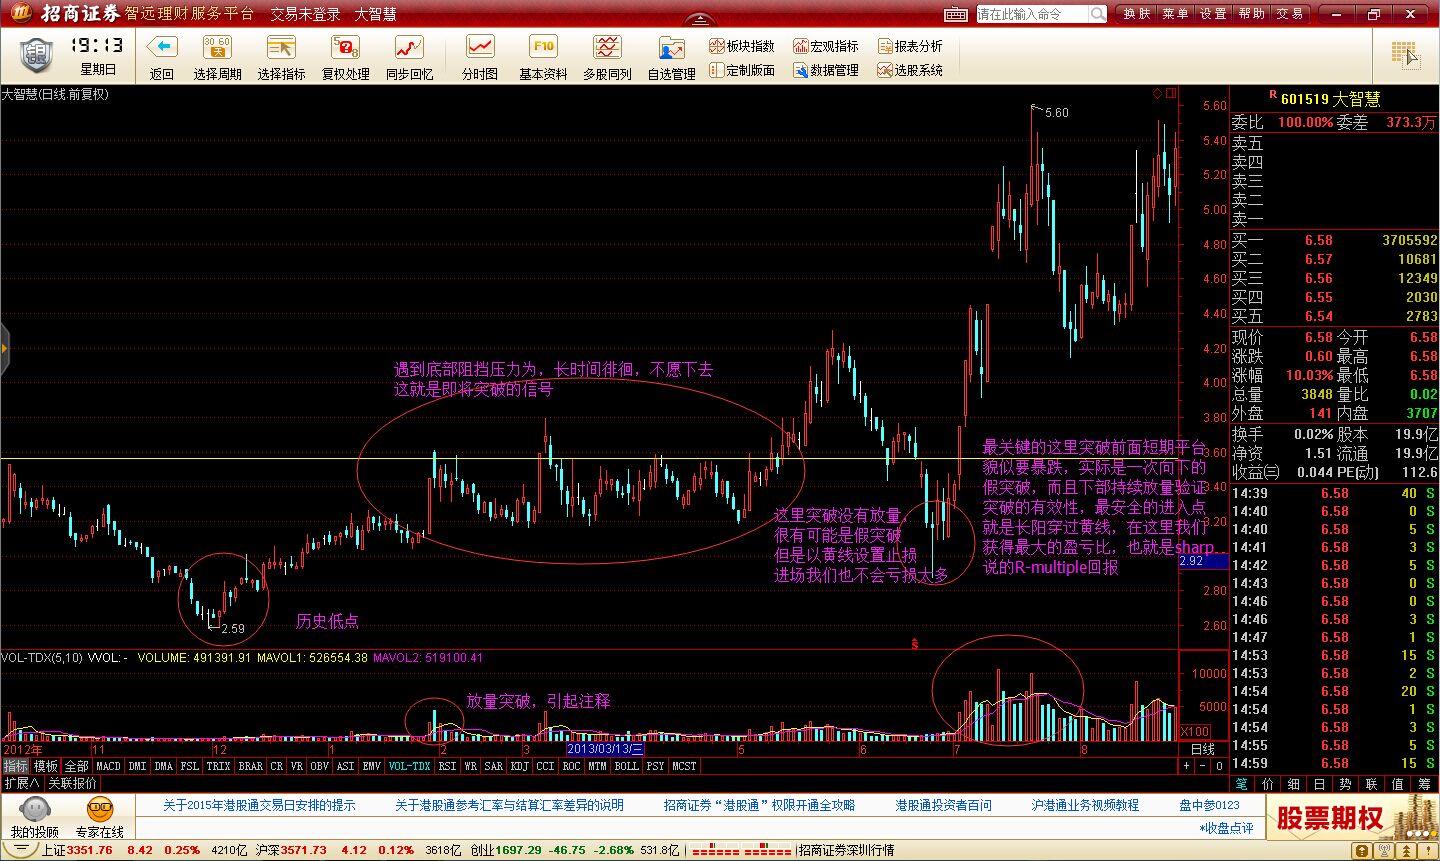 招商证券 智远理财服务平台 交易未登录 大智慧
请在此输入命令
换肤 菜单 设置 帮助 交易
19:13
星期日
返回 选择周期 选择指标 复权处理 同步回忆 分时图 基本资料 多股同列 自选管理
板块指数 宏观指标 报表分析
定制版面 数据管理 选股系统
大智慧(日线.前复权)
5.60
5.60
5.40
5.20
5.00
4.80
4.60
4.40
4.20
4.00
3.80
3.60
3.40
3.20
2.92
2.80
2.60
遇到底部阻挡压力为，长时间徘徊，不愿下去
这就是即将突破的信号
最关键的这里突破前面短期平台
貌似要暴跌，实际是一次向下的
假突破，而且下部持续放量验证
突破的有效性，最安全的进入点
就是长阳穿过黄线，在这里我们
获得最大的盈亏比，也就是sharp..
说的R-multiple回报
这里突破没有放量，
很有可能是假突破
但是以黄线设置止损
进场我们也不会亏损太多
2.59
历史低点
VOL-TDX(5,10) VVOL: - VOLUME: 491391.91 MAVOL1: 526554.38 MAVOL2: 519100.41
放量突破，引起注释
10000
5000
X100
2012年 11 12 1 2 3 2013/03/13/三 5 6 7 8 日线
指标 模板 全部 MACD DMI DMA FSL TRIX BRAR CR VR OBV ASI EMV VOL-TDX RSI WR SAR KDJ CCI ROC MTM BOLL PSY MCST + - 0
扩展∧ 关联报价
R 601519 大智慧
委比 100.00% 委差 373.3万
卖五
卖四
卖三
卖二
卖一
买一 6.58 3705592
买二 6.57 10681
买三 6.56 12349
买四 6.55 2030
买五 6.54 2783
现价 6.58 今开 6.58
涨跌 0.60 最高 6.58
涨幅 10.03% 最低 6.58
总量 3848 量比 0.02
外盘 141 内盘 3707
换手 0.02% 股本 19.9亿
净资 1.51 流通 19.9亿
收益㈢ 0.044 PE(动) 112.6
14:39 6.58 40 S
14:40 6.58 0 S
14:40 6.58 5 S
14:41 6.58 3 S
14:42 6.58 5 S
14:43 6.58 0 S
14:46 6.58 0 S
14:46 6.58 3 S
14:47 6.58 1 S
14:53 6.58 15 S
14:53 6.58 2 S
14:54 6.58 20 S
14:54 6.58 1 S
14:54 6.58 3 S
14:55 6.58 5 S
14:59 6.58 15 S
笔 价 细 日 势 联 值 筹
我的投顾 专家在线
关于2015年港股通交易日安排的提示 关于港股通参考汇率与结算汇率差异的说明 招商证券“港股通”权限开通全攻略 港股通投资者百问 沪港通业务视频教程 盘中参0123
*收盘点评
股票期权
上证3351.76 8.42 0.25% 4210亿 沪深3571.73 4.12 0.12% 3618亿 创业1697.29 -46.75 -2.68% 531.8亿 招商证券深圳行情